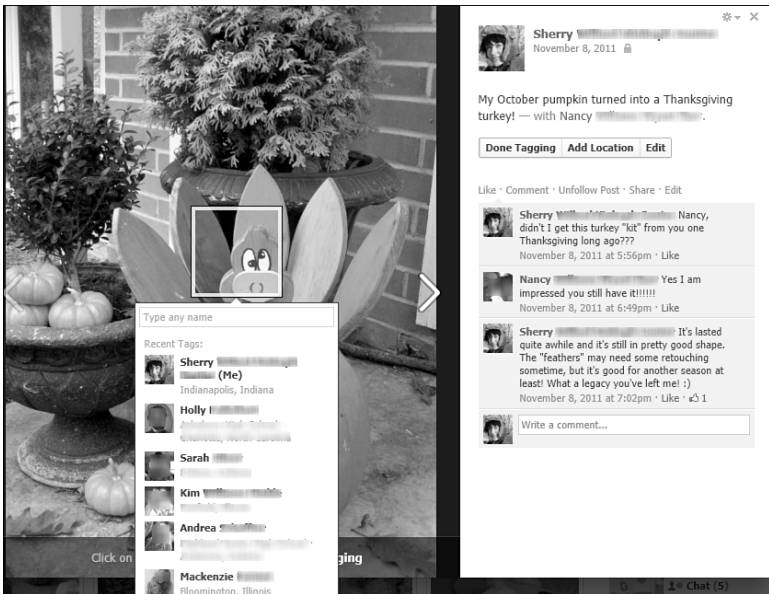 Sherry
November 8, 2011
My October pumpkin turned into a Thanksgiving
turkey! — with Nancy
Done Tagging Add Location Edit
Like · Comment · Unfollow Post · Share · Edit
Sherry Nancy,
didn't I get this turkey "kit" from you one
Thanksgiving long ago???
November 8, 2011 at 5:56pm · Like
Nancy Yes I am
impressed you still have it!!!!!!
November 8, 2011 at 6:49pm · Like
Sherry It's lasted
quite awhile and it's still in pretty good shape.
The "feathers" may need some retouching
sometime, but it's good for another season at
least! What a legacy you've left me! :)
November 8, 2011 at 7:02pm · Like · 1
Write a comment...
Type any name
Recent Tags:
Sherry
(Me)
Indianapolis, Indiana
Holly
Sarah
Kim
Andrea
Mackenzie
Bloomington, Illinois
Click on ging
Chat (5)